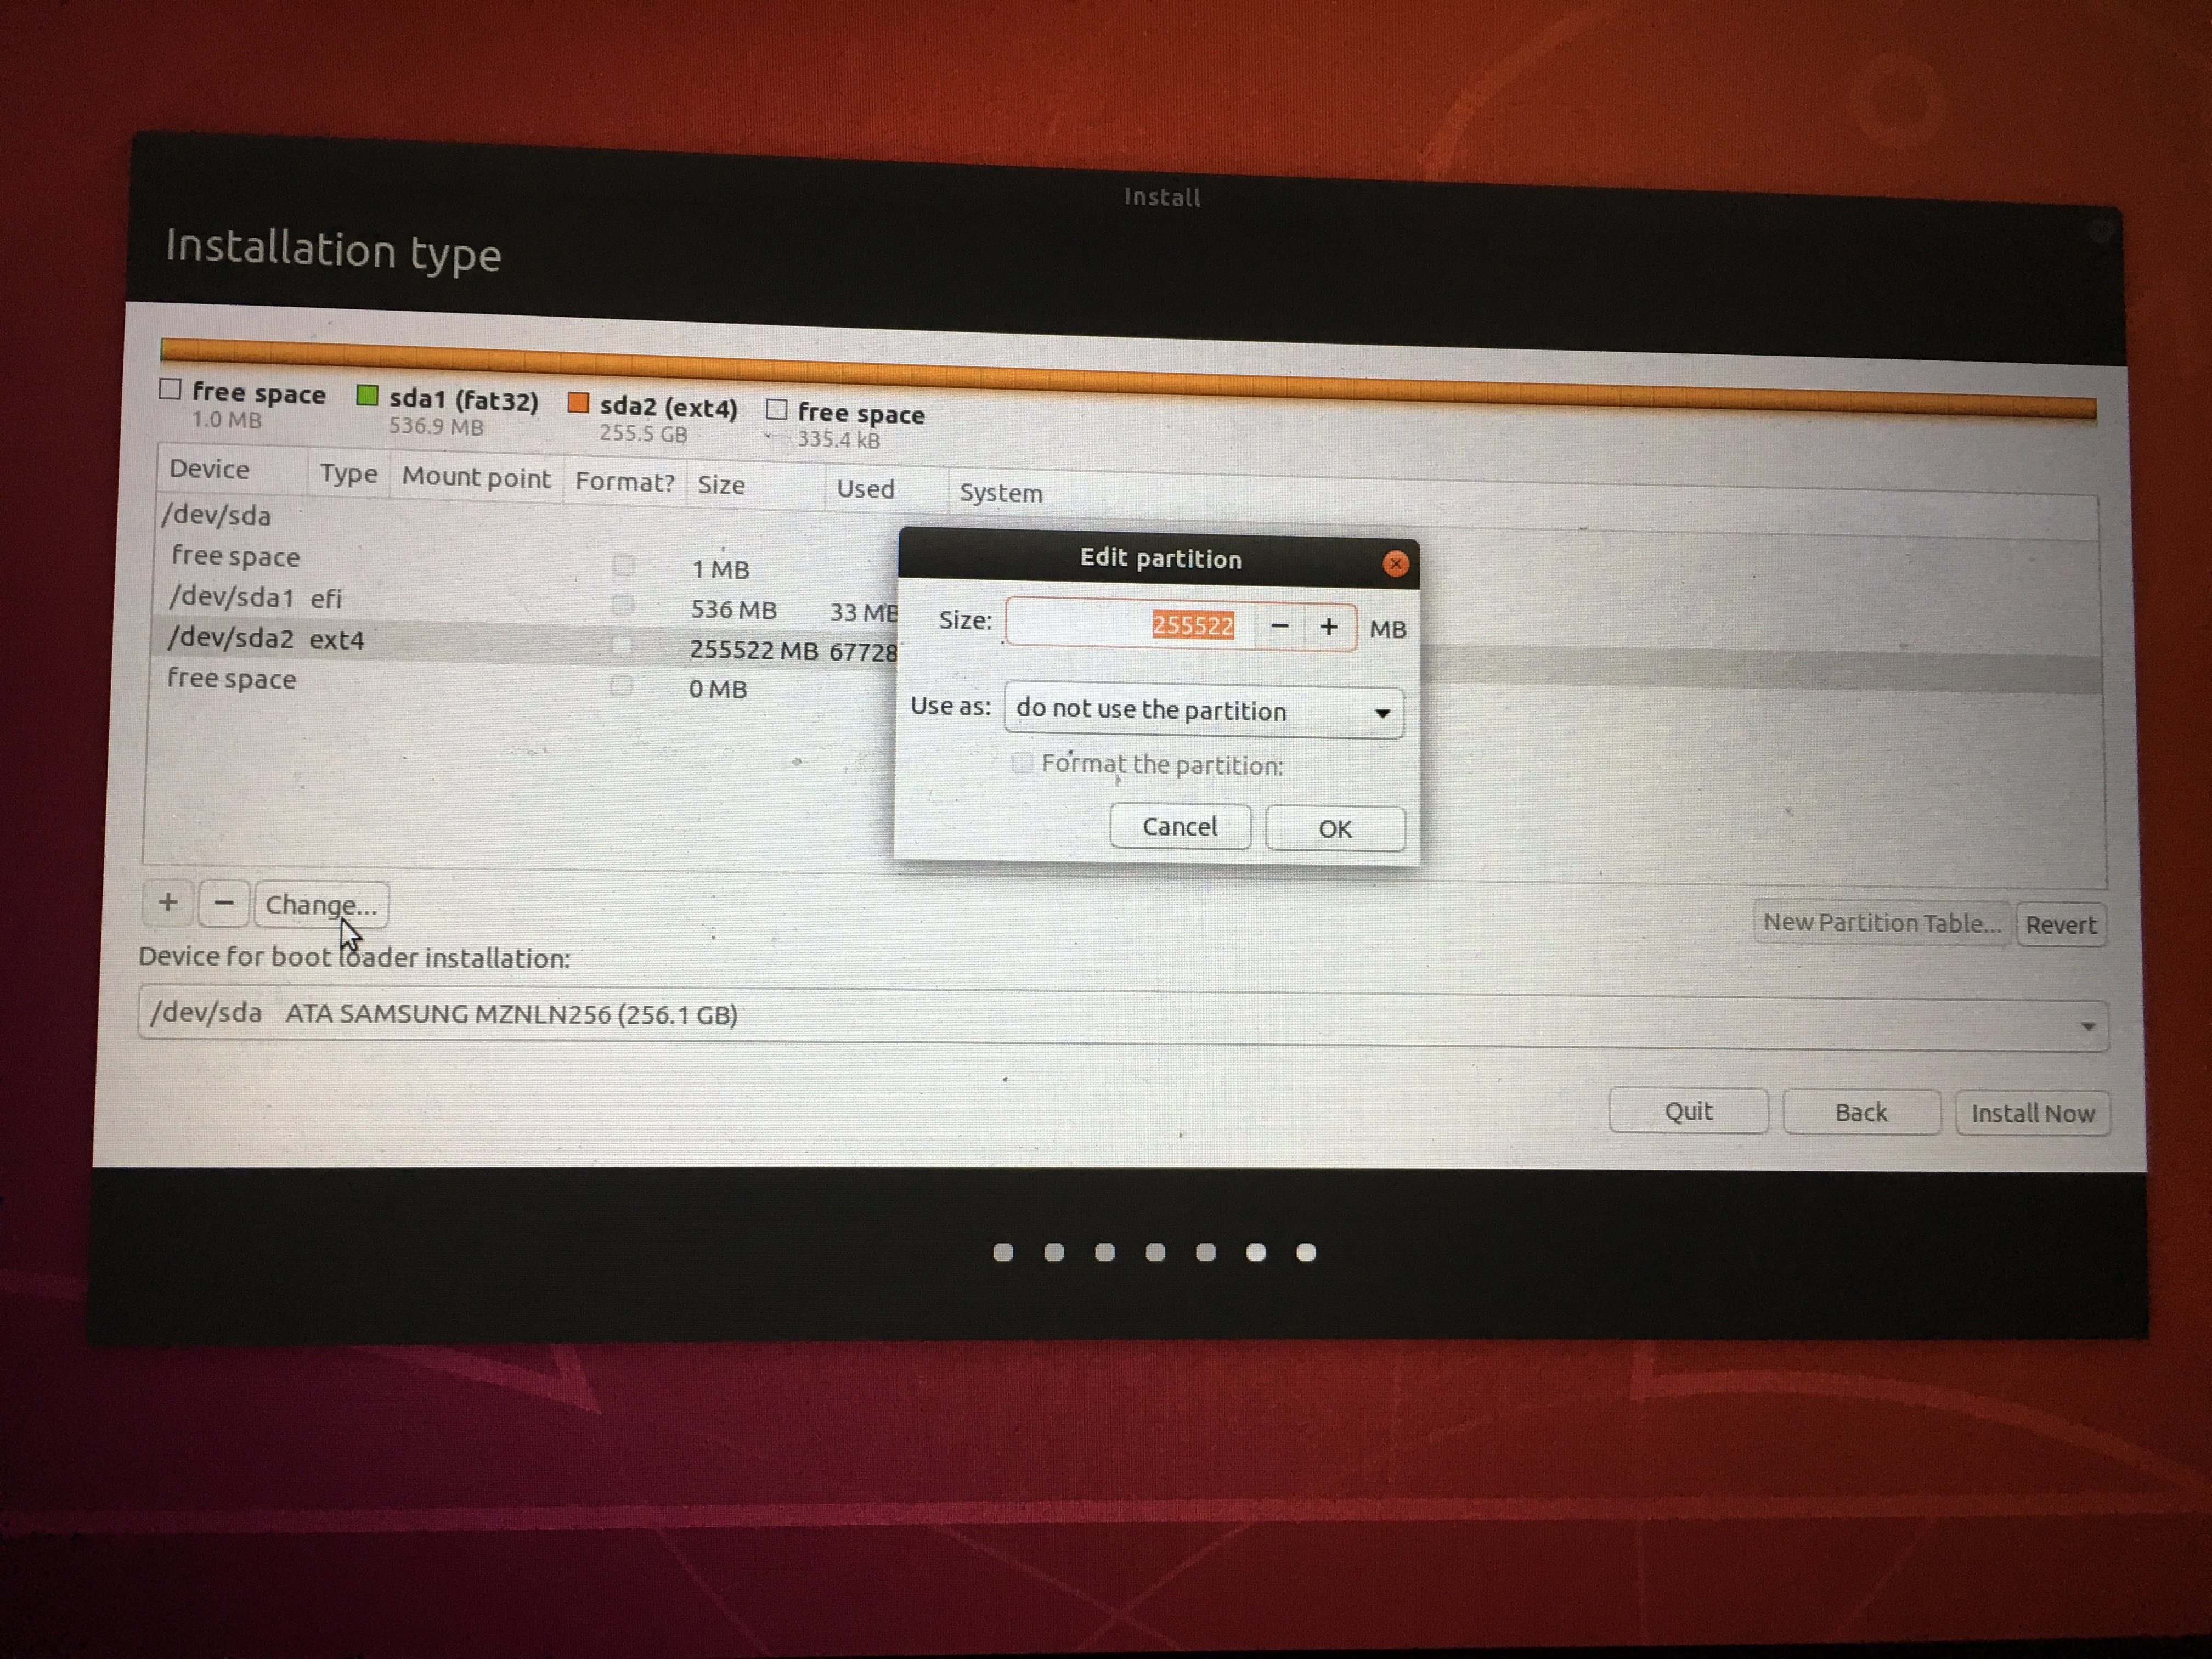 Install
Installation type
free space sda1 (fat32) sda2 (ext4) free space
1.0 MB 536.9 MB 255.5 GB 335.4 kB
Device Type Mount point Format? Size Used System
/dev/sda
free space 1 MB
/dev/sda1 efi 536 MB 33 MB
/dev/sda2 ext4 255522 MB 67728
free space 0 MB
Edit partition
Size: 255522 − + MB
Use as: do not use the partition
Format the partition:
Cancel OK
+ − Change... New Partition Table... Revert
Device for boot loader installation:
/dev/sda ATA SAMSUNG MZNLN256 (256.1 GB)
Quit Back Install Now